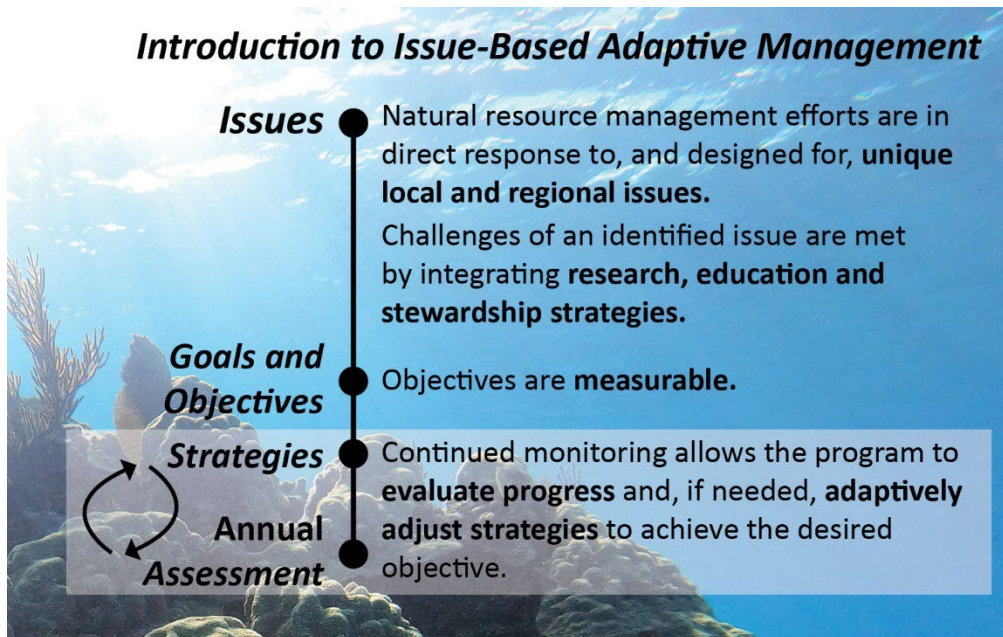 Introduction to Issue-Based Adaptive Management
Issues
Natural resource management efforts are in
direct response to, and designed for, unique
local and regional issues.
Challenges of an identified issue are met
by integrating research, education and
stewardship strategies.
Goals and
Objectives
Objectives are measurable.
Strategies
Continued monitoring allows the program to
evaluate progress and, if needed, adaptively
adjust strategies to achieve the desired
objective.
Annual
Assessment